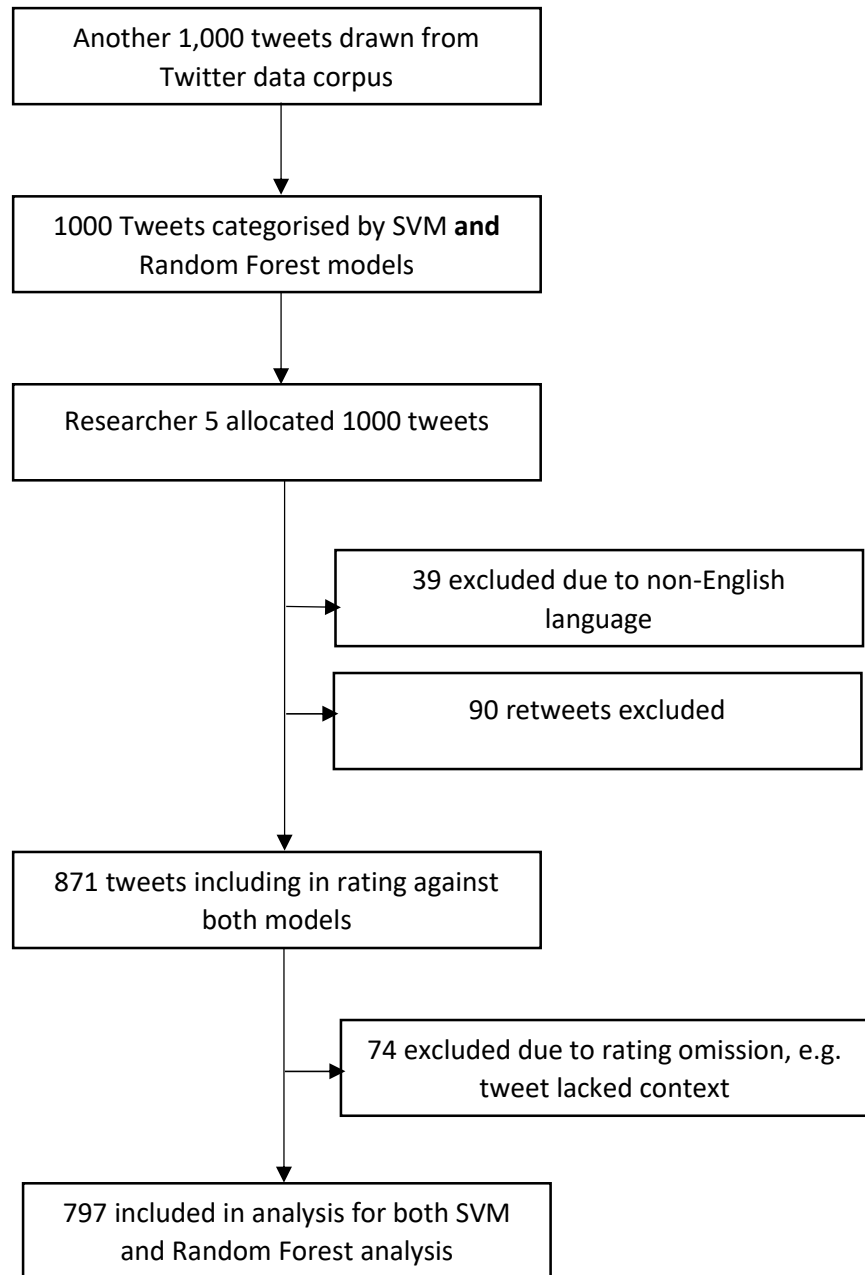 Another 1,000 tweets drawn from
Twitter data corpus
1000 Tweets categorised by SVM and
Random Forest models
Researcher 5 allocated 1000 tweets
39 excluded due to non-English
language
90 retweets excluded
871 tweets including in rating against
both models
74 excluded due to rating omission, e.g.
tweet lacked context
797 included in analysis for both SVM
and Random Forest analysis